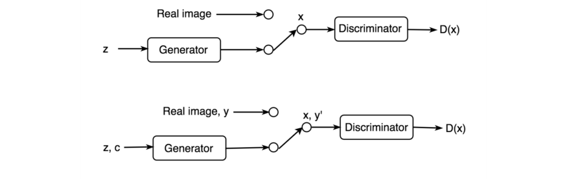 Real image
x
z
Generator
Discriminator
D(x)
Real image, y
x, y'
z, c
Generator
Discriminator
D(x)